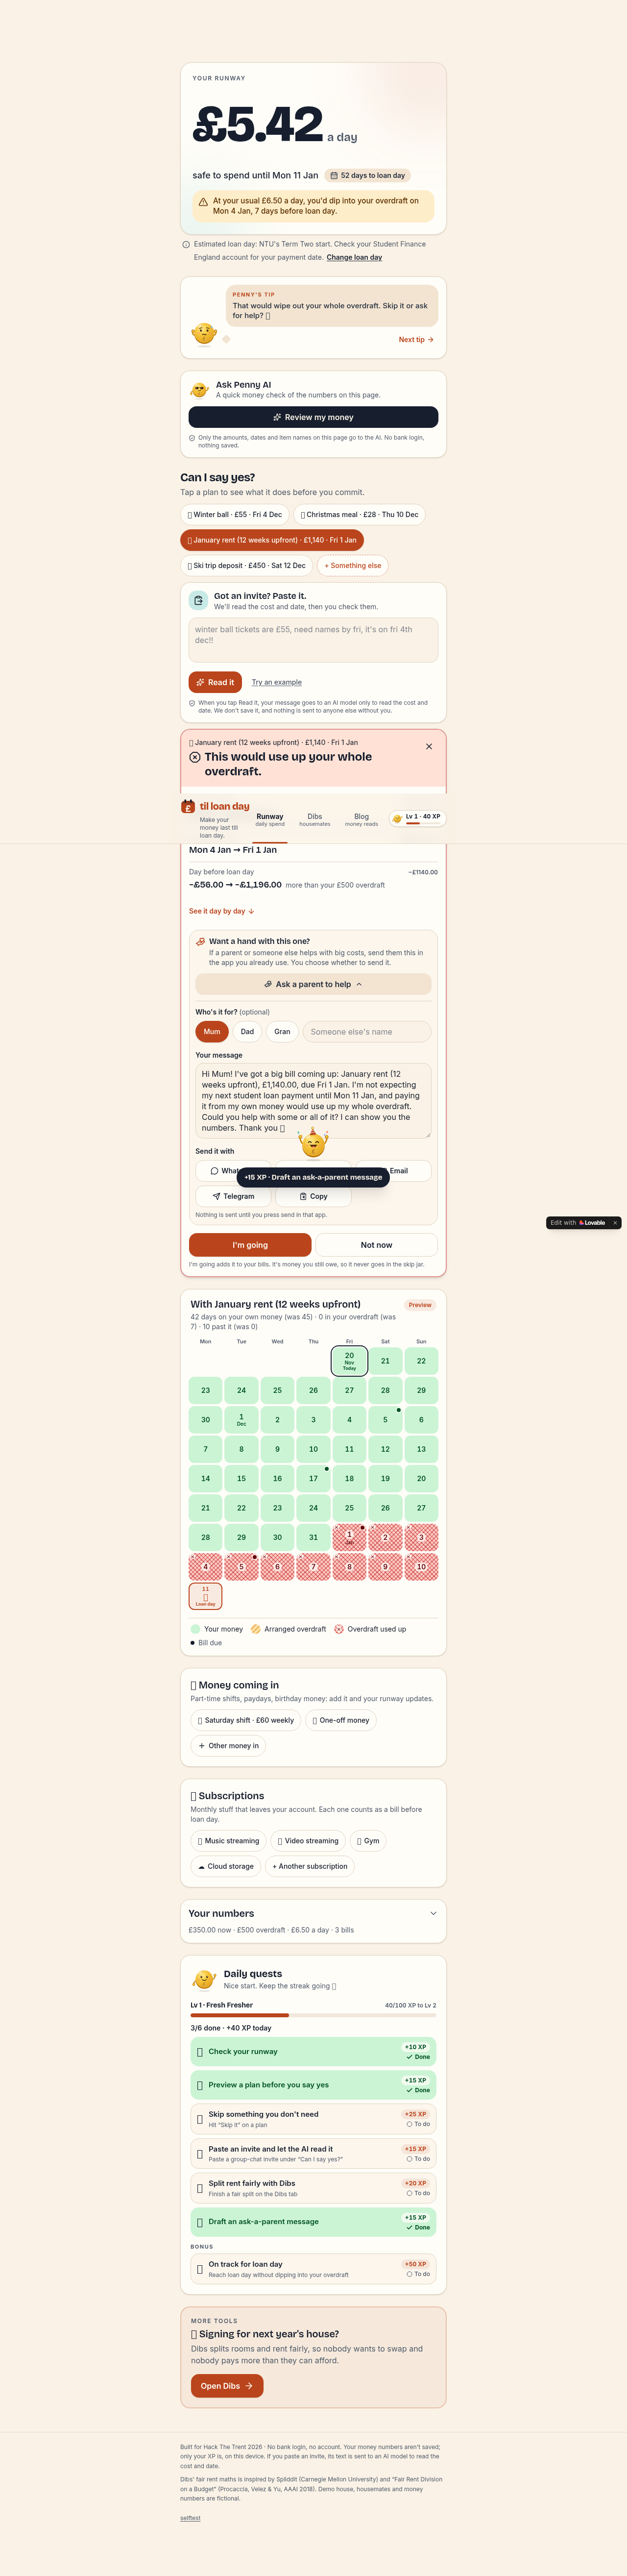 YOUR RUNWAY
£5.42 a day
safe to spend until Mon 11 Jan
52 days to loan day
At your usual £6.50 a day, you'd dip into your overdraft on
Mon 4 Jan, 7 days before loan day.
Estimated loan day: NTU's Term Two start. Check your Student Finance
England account for your payment date. Change loan day
PENNY'S TIP
That would wipe out your whole overdraft. Skip it or ask
for help?
Next tip →
Ask Penny AI
A quick money check of the numbers on this page.
Review my money
Only the amounts, dates and item names on this page go to the AI. No bank login,
nothing saved.
Can I say yes?
Tap a plan to see what it does before you commit.
Winter ball · £55 · Fri 4 Dec
Christmas meal · £28 · Thu 10 Dec
January rent (12 weeks upfront) · £1,140 · Fri 1 Jan
Ski trip deposit · £450 · Sat 12 Dec
+ Something else
Got an invite? Paste it.
We'll read the cost and date, then you check them.
winter ball tickets are £55, need names by fri, it's on fri 4th
dec!!
Read it
Try an example
When you tap Read it, your message goes to an AI model only to read the cost and
date. We don't save it, and nothing is sent to anyone else without you.
January rent (12 weeks upfront) · £1,140 · Fri 1 Jan
This would use up your whole
overdraft.
£
til loan day
Make your
money last till
loan day.
Runway
daily spend
Dibs
housemates
Blog
money reads
Lv 1 · 40 XP
Mon 4 Jan → Fri 1 Jan
Day before loan day
−£1140.00
−£56.00 → −£1,196.00 more than your £500 overdraft
See it day by day ↓
Want a hand with this one?
If a parent or someone else helps with big costs, send them this in
the app you already use. You choose whether to send it.
Ask a parent to help
Who's it for? (optional)
Mum
Dad
Gran
Someone else's name
Your message
Hi Mum! I've got a big bill coming up: January rent (12
weeks upfront), £1,140.00, due Fri 1 Jan. I'm not expecting
my next student loan payment until Mon 11 Jan, and paying
it from my own money would use up my whole overdraft.
Could you help with some or all of it? I can show you the
numbers. Thank you
Send it with
What
Email
+15 XP · Draft an ask-a-parent message
Telegram
Copy
Nothing is sent until you press send in that app.
Edit with Lovable ×
I'm going
Not now
I'm going adds it to your bills. It's money you still owe, so it never goes in the skip jar.
With January rent (12 weeks upfront)
Preview
42 days on your own money (was 45) · 0 in your overdraft (was
7) · 10 past it (was 0)
Mon Tue Wed Thu Fri Sat Sun
20 Nov Today 21 22
23 24 25 26 27 28 29
30 1 Dec 2 3 4 5 6
7 8 9 10 11 12 13
14 15 16 17 18 19 20
21 22 23 24 25 26 27
28 29 30 31 1 Jan 2 3
4 5 6 7 8 9 10
11
Loan day
Your money
Arranged overdraft
Overdraft used up
Bill due
Money coming in
Part-time shifts, paydays, birthday money: add it and your runway updates.
Saturday shift · £60 weekly
One-off money
+ Other money in
Subscriptions
Monthly stuff that leaves your account. Each one counts as a bill before
loan day.
Music streaming
Video streaming
Gym
Cloud storage
+ Another subscription
Your numbers
£350.00 now · £500 overdraft · £6.50 a day · 3 bills
Daily quests
Nice start. Keep the streak going
Lv 1 · Fresh Fresher
40/100 XP to Lv 2
3/6 done · +40 XP today
Check your runway
+10 XP
Done
Preview a plan before you say yes
+15 XP
Done
Skip something you don't need
Hit "Skip it" on a plan
+25 XP
To do
Paste an invite and let the AI read it
Paste a group-chat invite under "Can I say yes?"
+15 XP
To do
Split rent fairly with Dibs
Finish a fair split on the Dibs tab
+20 XP
To do
Draft an ask-a-parent message
+15 XP
Done
BONUS
On track for loan day
Reach loan day without dipping into your overdraft
+50 XP
To do
MORE TOOLS
Signing for next year's house?
Dibs splits rooms and rent fairly, so nobody wants to swap and
nobody pays more than they can afford.
Open Dibs →
Built for Hack The Trent 2026 · No bank login, no account. Your money numbers aren't saved;
only your XP is, on this device. If you paste an invite, its text is sent to an AI model to read the
cost and date.
Dibs' fair rent maths is inspired by Spliddit (Carnegie Mellon University) and "Fair Rent Division
on a Budget" (Procaccia, Velez & Yu, AAAI 2018). Demo house, housemates and money
numbers are fictional.
selftest